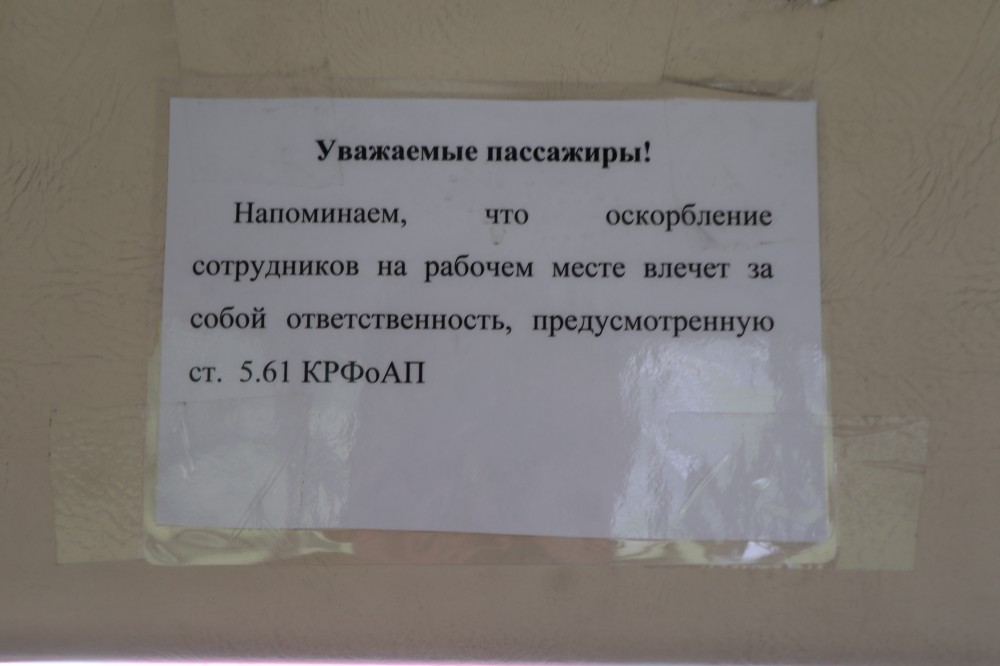 Уважаемые пассажиры!
Напоминаем, что оскорбление
сотрудников на рабочем месте влечет за
собой ответственность, предусмотренную
ст. 5.61 КРФоАП